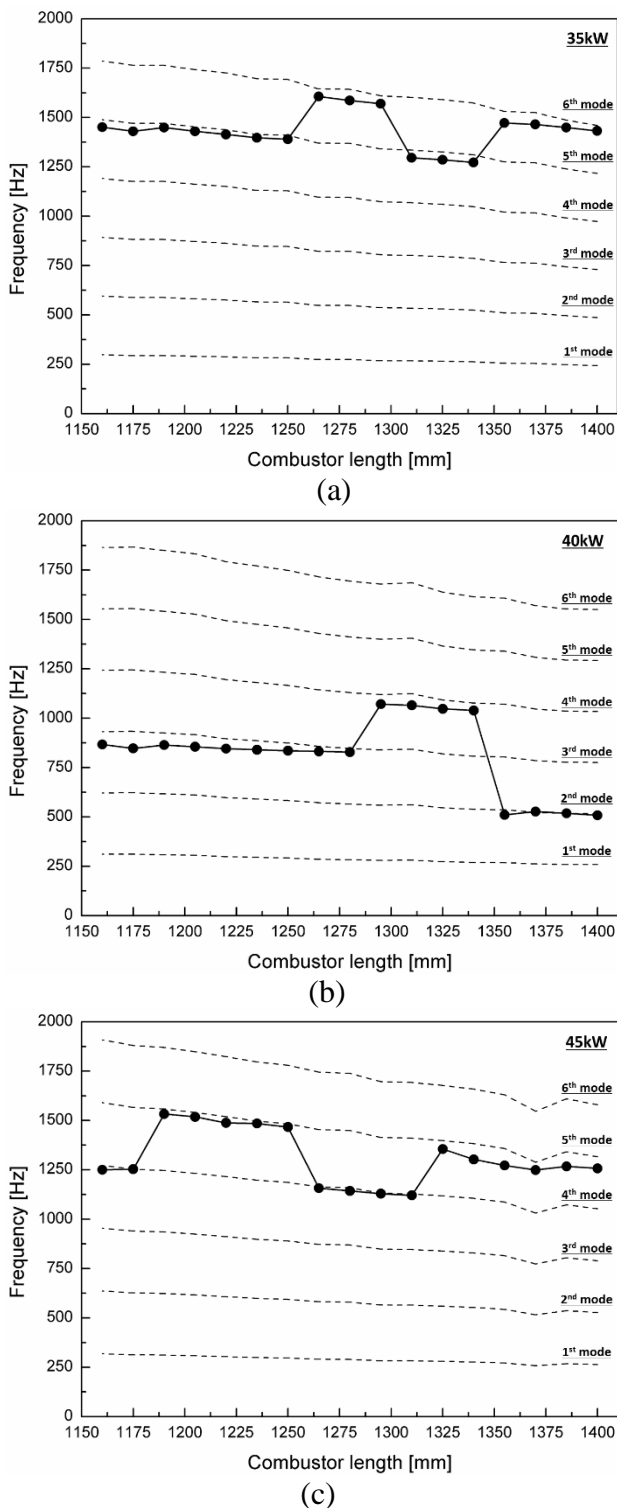 2000
35kW
1750
6th mode
1500
5th mode
1250
4th mode
1000
3rd mode
750
2nd mode
500
1st mode
250
0
Frequency [Hz]
1150 1175 1200 1225 1250 1275 1300 1325 1350 1375 1400
Combustor length [mm]
(a)
2000
40kW
1750
6th mode
1500
5th mode
1250
4th mode
1000
3rd mode
750
2nd mode
500
1st mode
250
0
Frequency [Hz]
1150 1175 1200 1225 1250 1275 1300 1325 1350 1375 1400
Combustor length [mm]
(b)
2000
45kW
1750
6th mode
1500
5th mode
1250
4th mode
1000
3rd mode
750
2nd mode
500
1st mode
250
0
Frequency [Hz]
1150 1175 1200 1225 1250 1275 1300 1325 1350 1375 1400
Combustor length [mm]
(c)